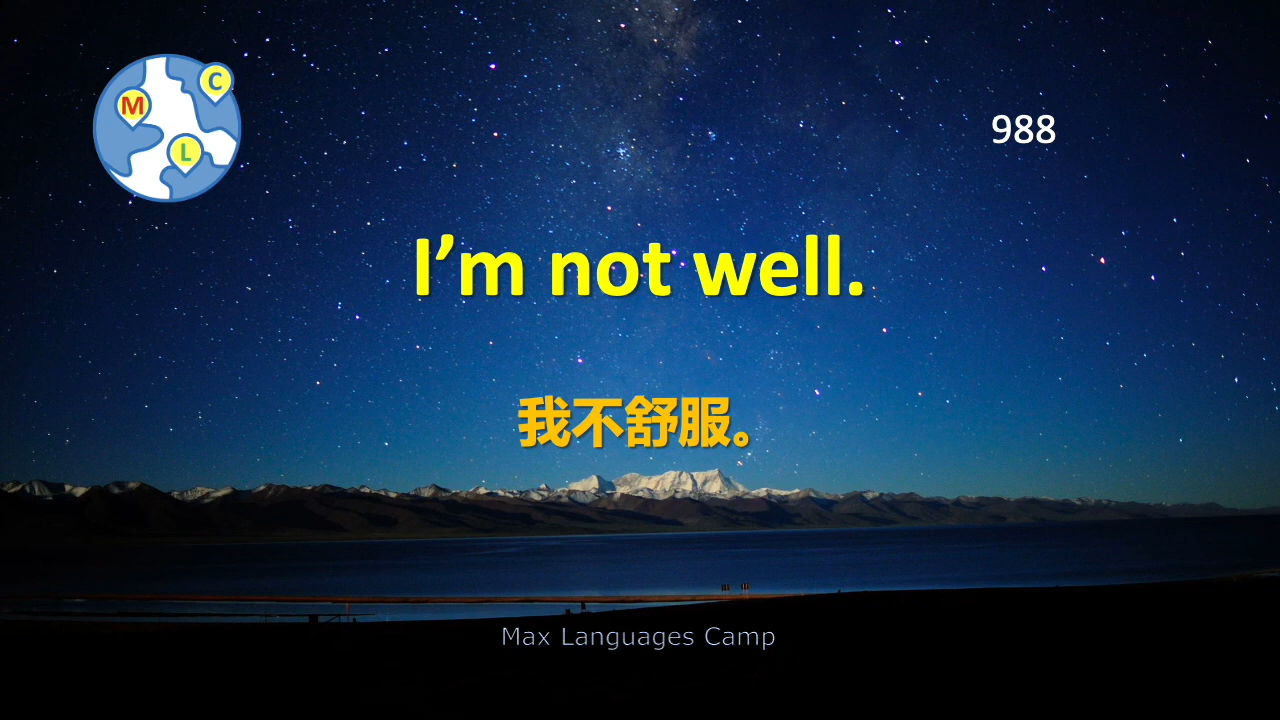 M
C
L
988
I’m not well.
我不舒服。
Max Languages Camp